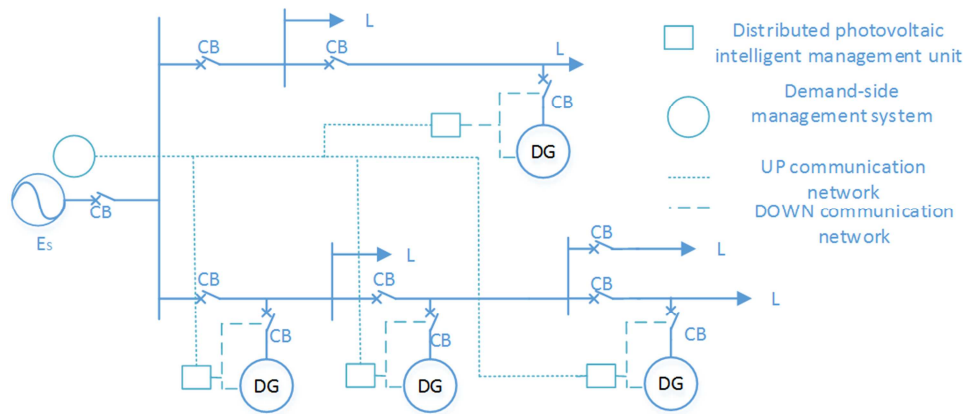 L
CB
CB
L
Distributed photovoltaic
intelligent management unit
CB
DG
Demand-side
management system
CB
Es
UP communication
network
DOWN communication
network
L
CB
L
CB
CB
CB
L
CB
CB
CB
DG
DG
DG